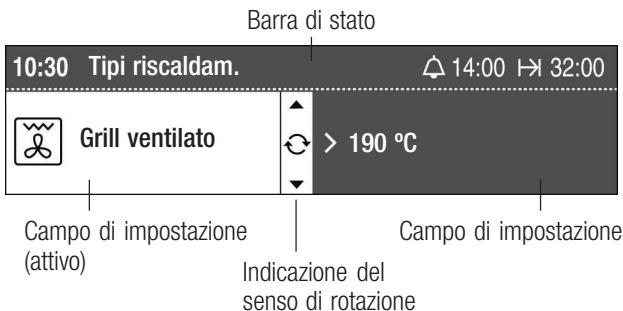 Barra di stato
10:30 Tipi riscaldam. 14:00 32:00
Grill ventilato > 190 ºC
Campo di impostazione
(attivo)
Indicazione del
senso di rotazione
Campo di impostazione